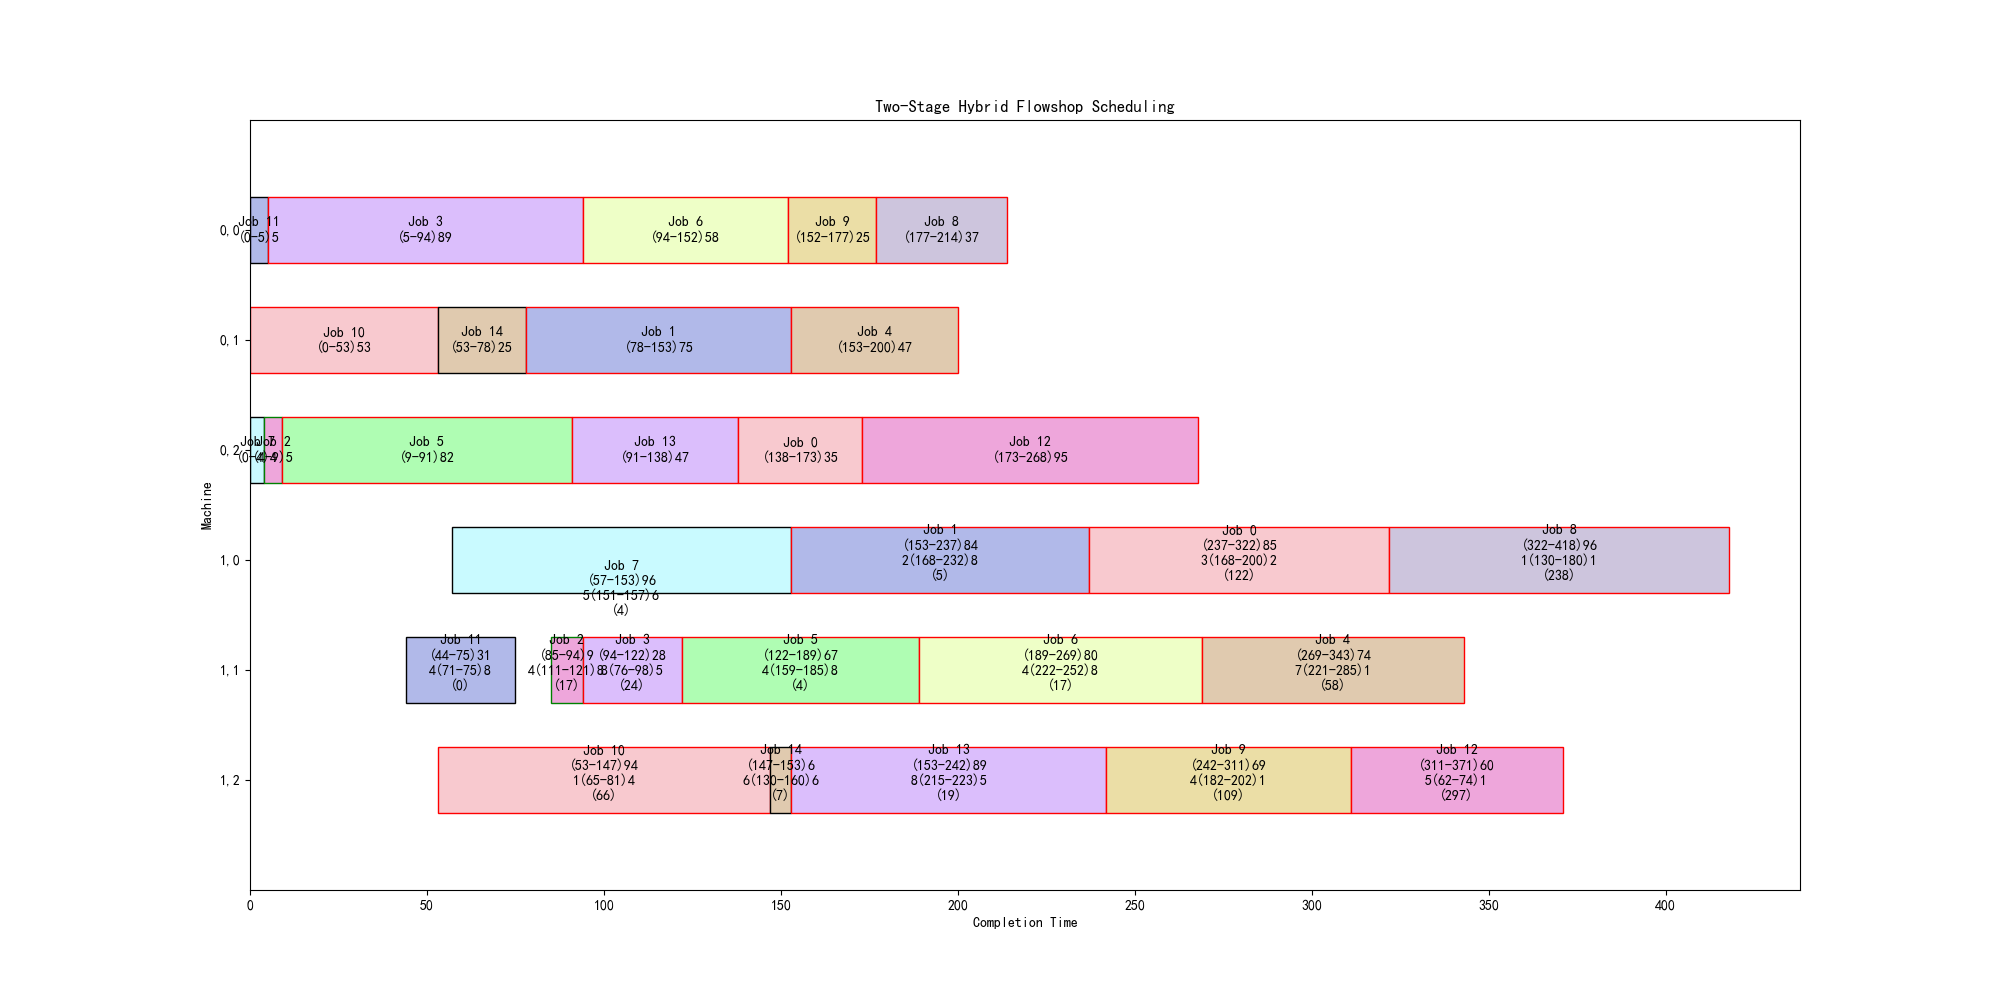 Two-Stage Hybrid Flowshop Scheduling
0,0
Job 11
(0-5)5
Job 3
(5-94)89
Job 6
(94-152)58
Job 9
(152-177)25
Job 8
(177-214)37
0,1
Job 10
(0-53)53
Job 14
(53-78)25
Job 1
(78-153)75
Job 4
(153-200)47
0,2
Job 7
(0-4)4
Job 2
(4-9)5
Job 5
(9-91)82
Job 13
(91-138)47
Job 0
(138-173)35
Job 12
(173-268)95
Machine
1,0
Job 7
(57-153)96
5(151-157)6
(4)
Job 1
(153-237)84
2(168-232)8
(5)
Job 0
(237-322)85
3(168-200)2
(122)
Job 8
(322-418)96
1(130-180)1
(238)
1,1
Job 11
(44-75)31
4(71-75)8
(0)
Job 2
(85-94)9
4(111-121)8
(17)
Job 3
(94-122)28
8(76-98)5
(24)
Job 5
(122-189)67
4(159-185)8
(4)
Job 6
(189-269)80
4(222-252)8
(17)
Job 4
(269-343)74
7(221-285)1
(58)
1,2
Job 10
(53-147)94
1(65-81)4
(66)
Job 14
(147-153)6
6(130-160)6
(7)
Job 13
(153-242)89
8(215-223)5
(19)
Job 9
(242-311)69
4(182-202)1
(109)
Job 12
(311-371)60
5(62-74)1
(297)
0 50 100 150 200 250 300 350 400
Completion Time